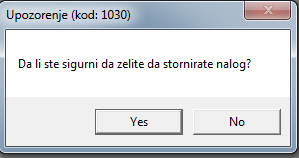 Upozorenje (kod: 1030)
Da li ste sigurni da zelite da stornirate nalog?
Yes
No